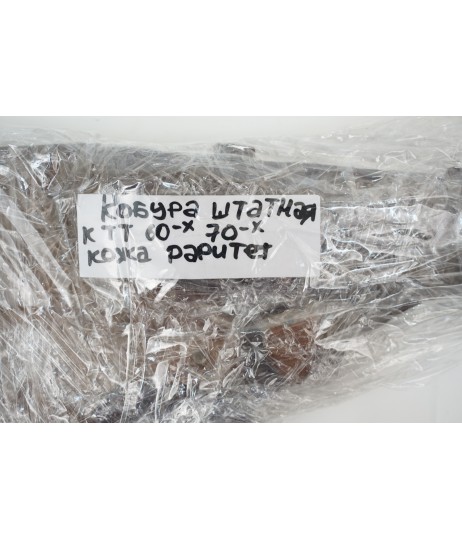 КОБУРА ШТАТНАЯ
К ТТ 60-х 70-х
КОЖА РАРИТЕТ